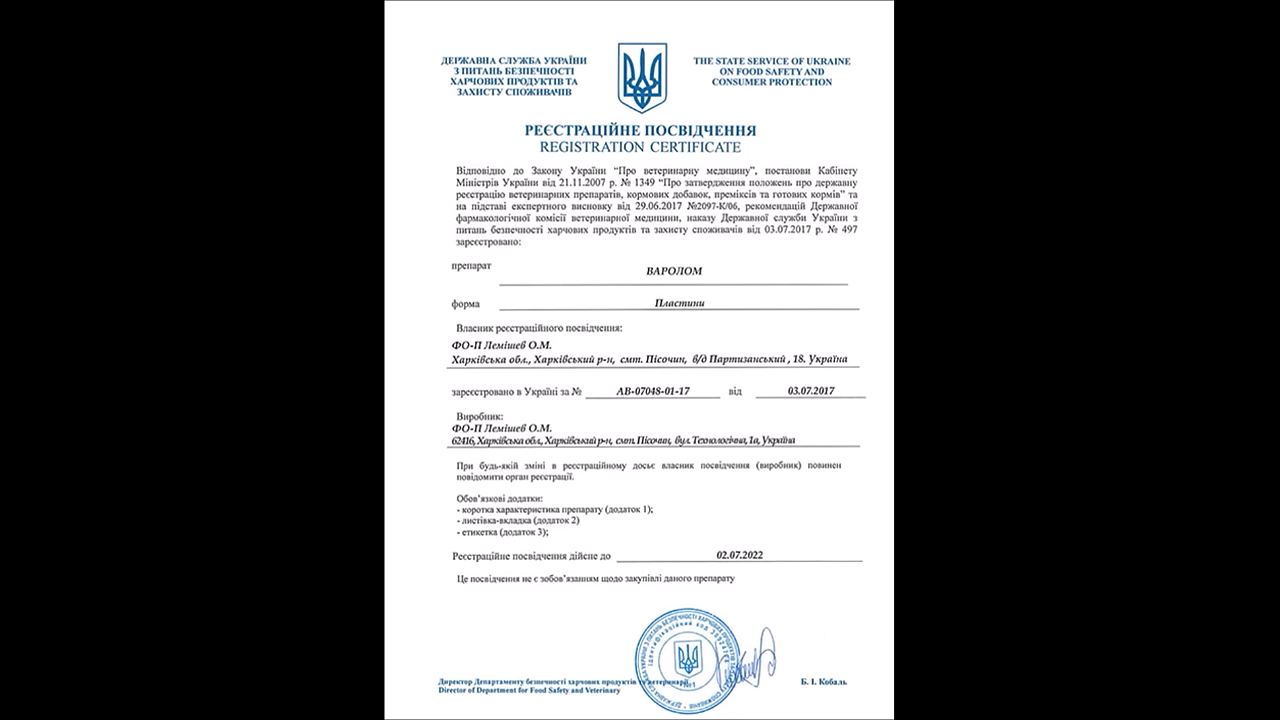 ДЕРЖАВНА СЛУЖБА УКРАЇНИ
З ПИТАНЬ БЕЗПЕЧНОСТІ
ХАРЧОВИХ ПРОДУКТІВ ТА
ЗАХИСТУ СПОЖИВАЧІВ
THE STATE SERVICE OF UKRAINE
ON FOOD SAFETY AND
CONSUMER PROTECTION
РЕЄСТРАЦІЙНЕ ПОСВІДЧЕННЯ
REGISTRATION CERTIFICATE
Відповідно до Закону України “Про ветеринарну медицину”, постанови Кабінету
Міністрів України від 21.11.2007 р. № 1349 “Про затвердження положень про державну
реєстрацію ветеринарних препаратів, кормових добавок, преміксів та готових кормів” та
на підставі експертного висновку від 29.06.2017 №2097-К/06, рекомендацій Державної
фармакологічної комісії ветеринарної медицини, наказу Державної служби України з
питань безпечності харчових продуктів та захисту споживачів від 03.07.2017 р. № 497
зареєстровано:
препарат ВАРОЛОМ
форма Пластини
Власник реєстраційного посвідчення:
ФО-П Лемішев О.М.
Харківська обл., Харківський р-н, смт. Пісочин, в/д Партизанський , 18. Україна
зареєстровано в Україні за № АВ-07048-01-17 від 03.07.2017
Виробник:
ФО-П Лемішев О.М.
62416, Харківська обл., Харківський р-н, смт. Пісочин, вул. Технологічна, 1а, Україна
При будь-якій зміні в реєстраційному досьє власник посвідчення (виробник) повинен
повідомити орган реєстрації.
Обов’язкові додатки:
- коротка характеристика препарату (додаток 1);
- листівка-вкладка (додаток 2)
- етикетка (додаток 3);
Реєстраційне посвідчення дійсне до 02.07.2022
Це посвідчення не є зобов’язанням щодо закупівлі даного препарату
Директор Департаменту безпечності харчових продуктів та ветеринарії
Director of Department for Food Safety and Veterinary
Б. І. Кобаль